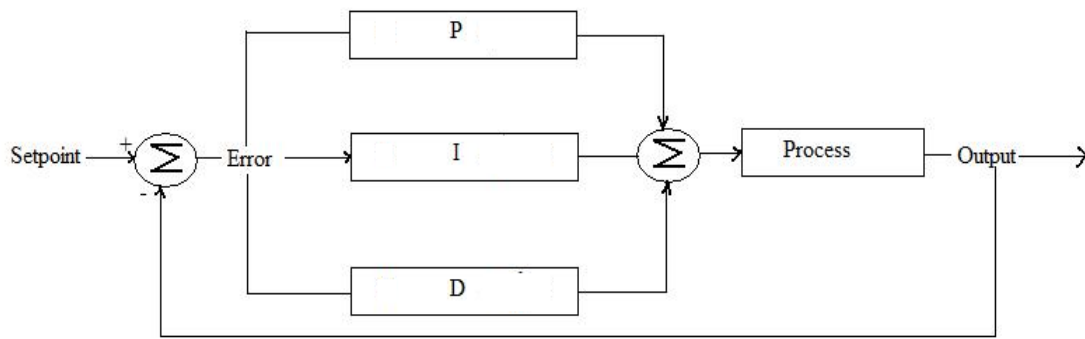 P
+
Setpoint
Σ
Error
I
Σ
Process
Output
-
D